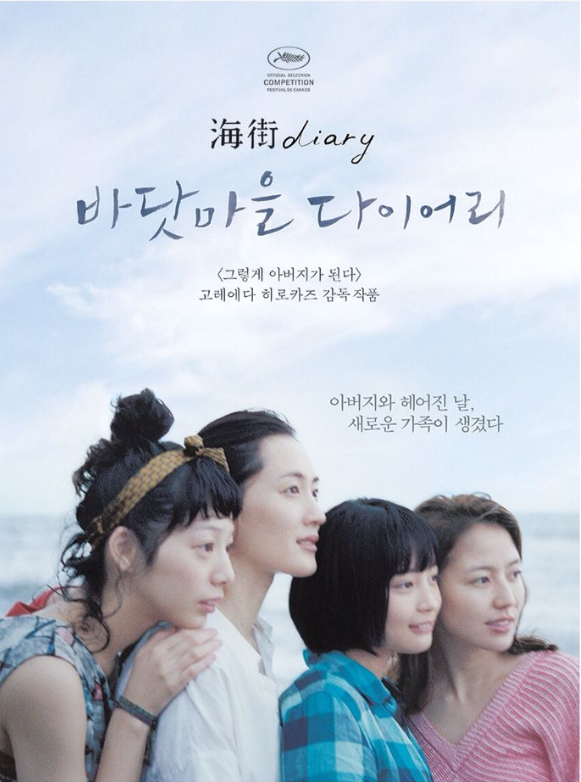 OFFICIAL SELECTION
COMPETITION
FESTIVAL DE CANNES
海街diary
바닷마을 다이어리
<그렇게 아버지가 된다>
고레에다 히로카즈 감독 작품
아버지와 헤어진 날,
새로운 가족이 생겼다